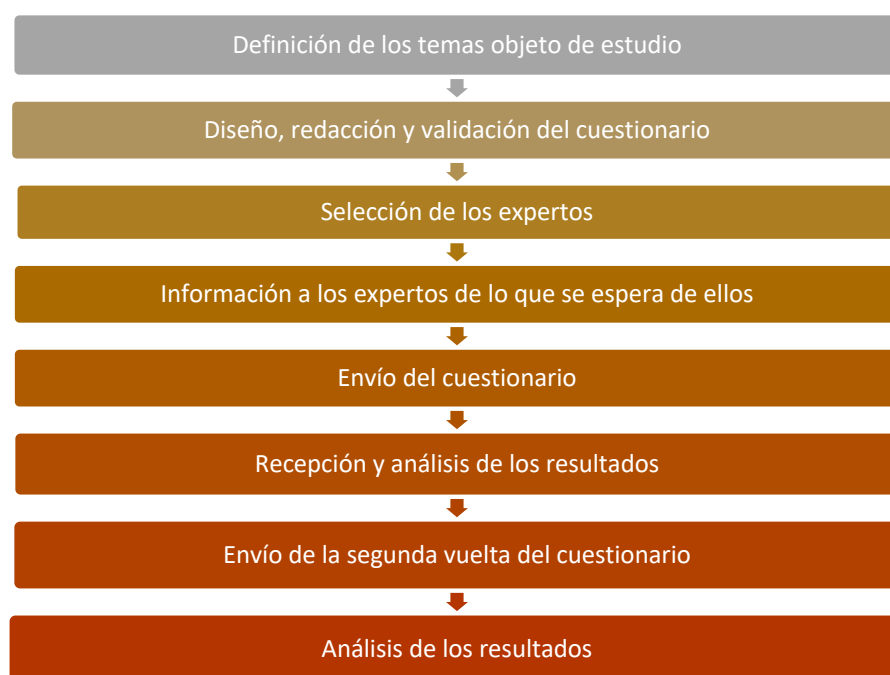 Definición de los temas objeto de estudio
Diseño, redacción y validación del cuestionario
Selección de los expertos
Información a los expertos de lo que se espera de ellos
Envío del cuestionario
Recepción y análisis de los resultados
Envío de la segunda vuelta del cuestionario
Análisis de los resultados